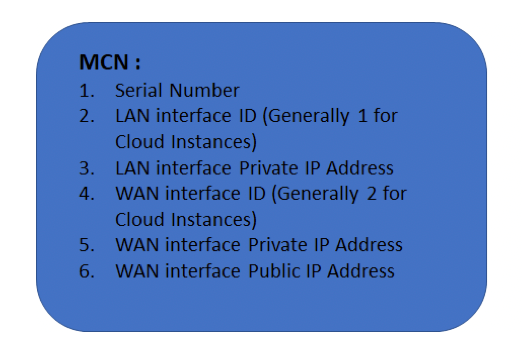 MCN :
1. Serial Number
2. LAN interface ID (Generally 1 for
Cloud Instances)
3. LAN interface Private IP Address
4. WAN interface ID (Generally 2 for
Cloud Instances)
5. WAN interface Private IP Address
6. WAN interface Public IP Address